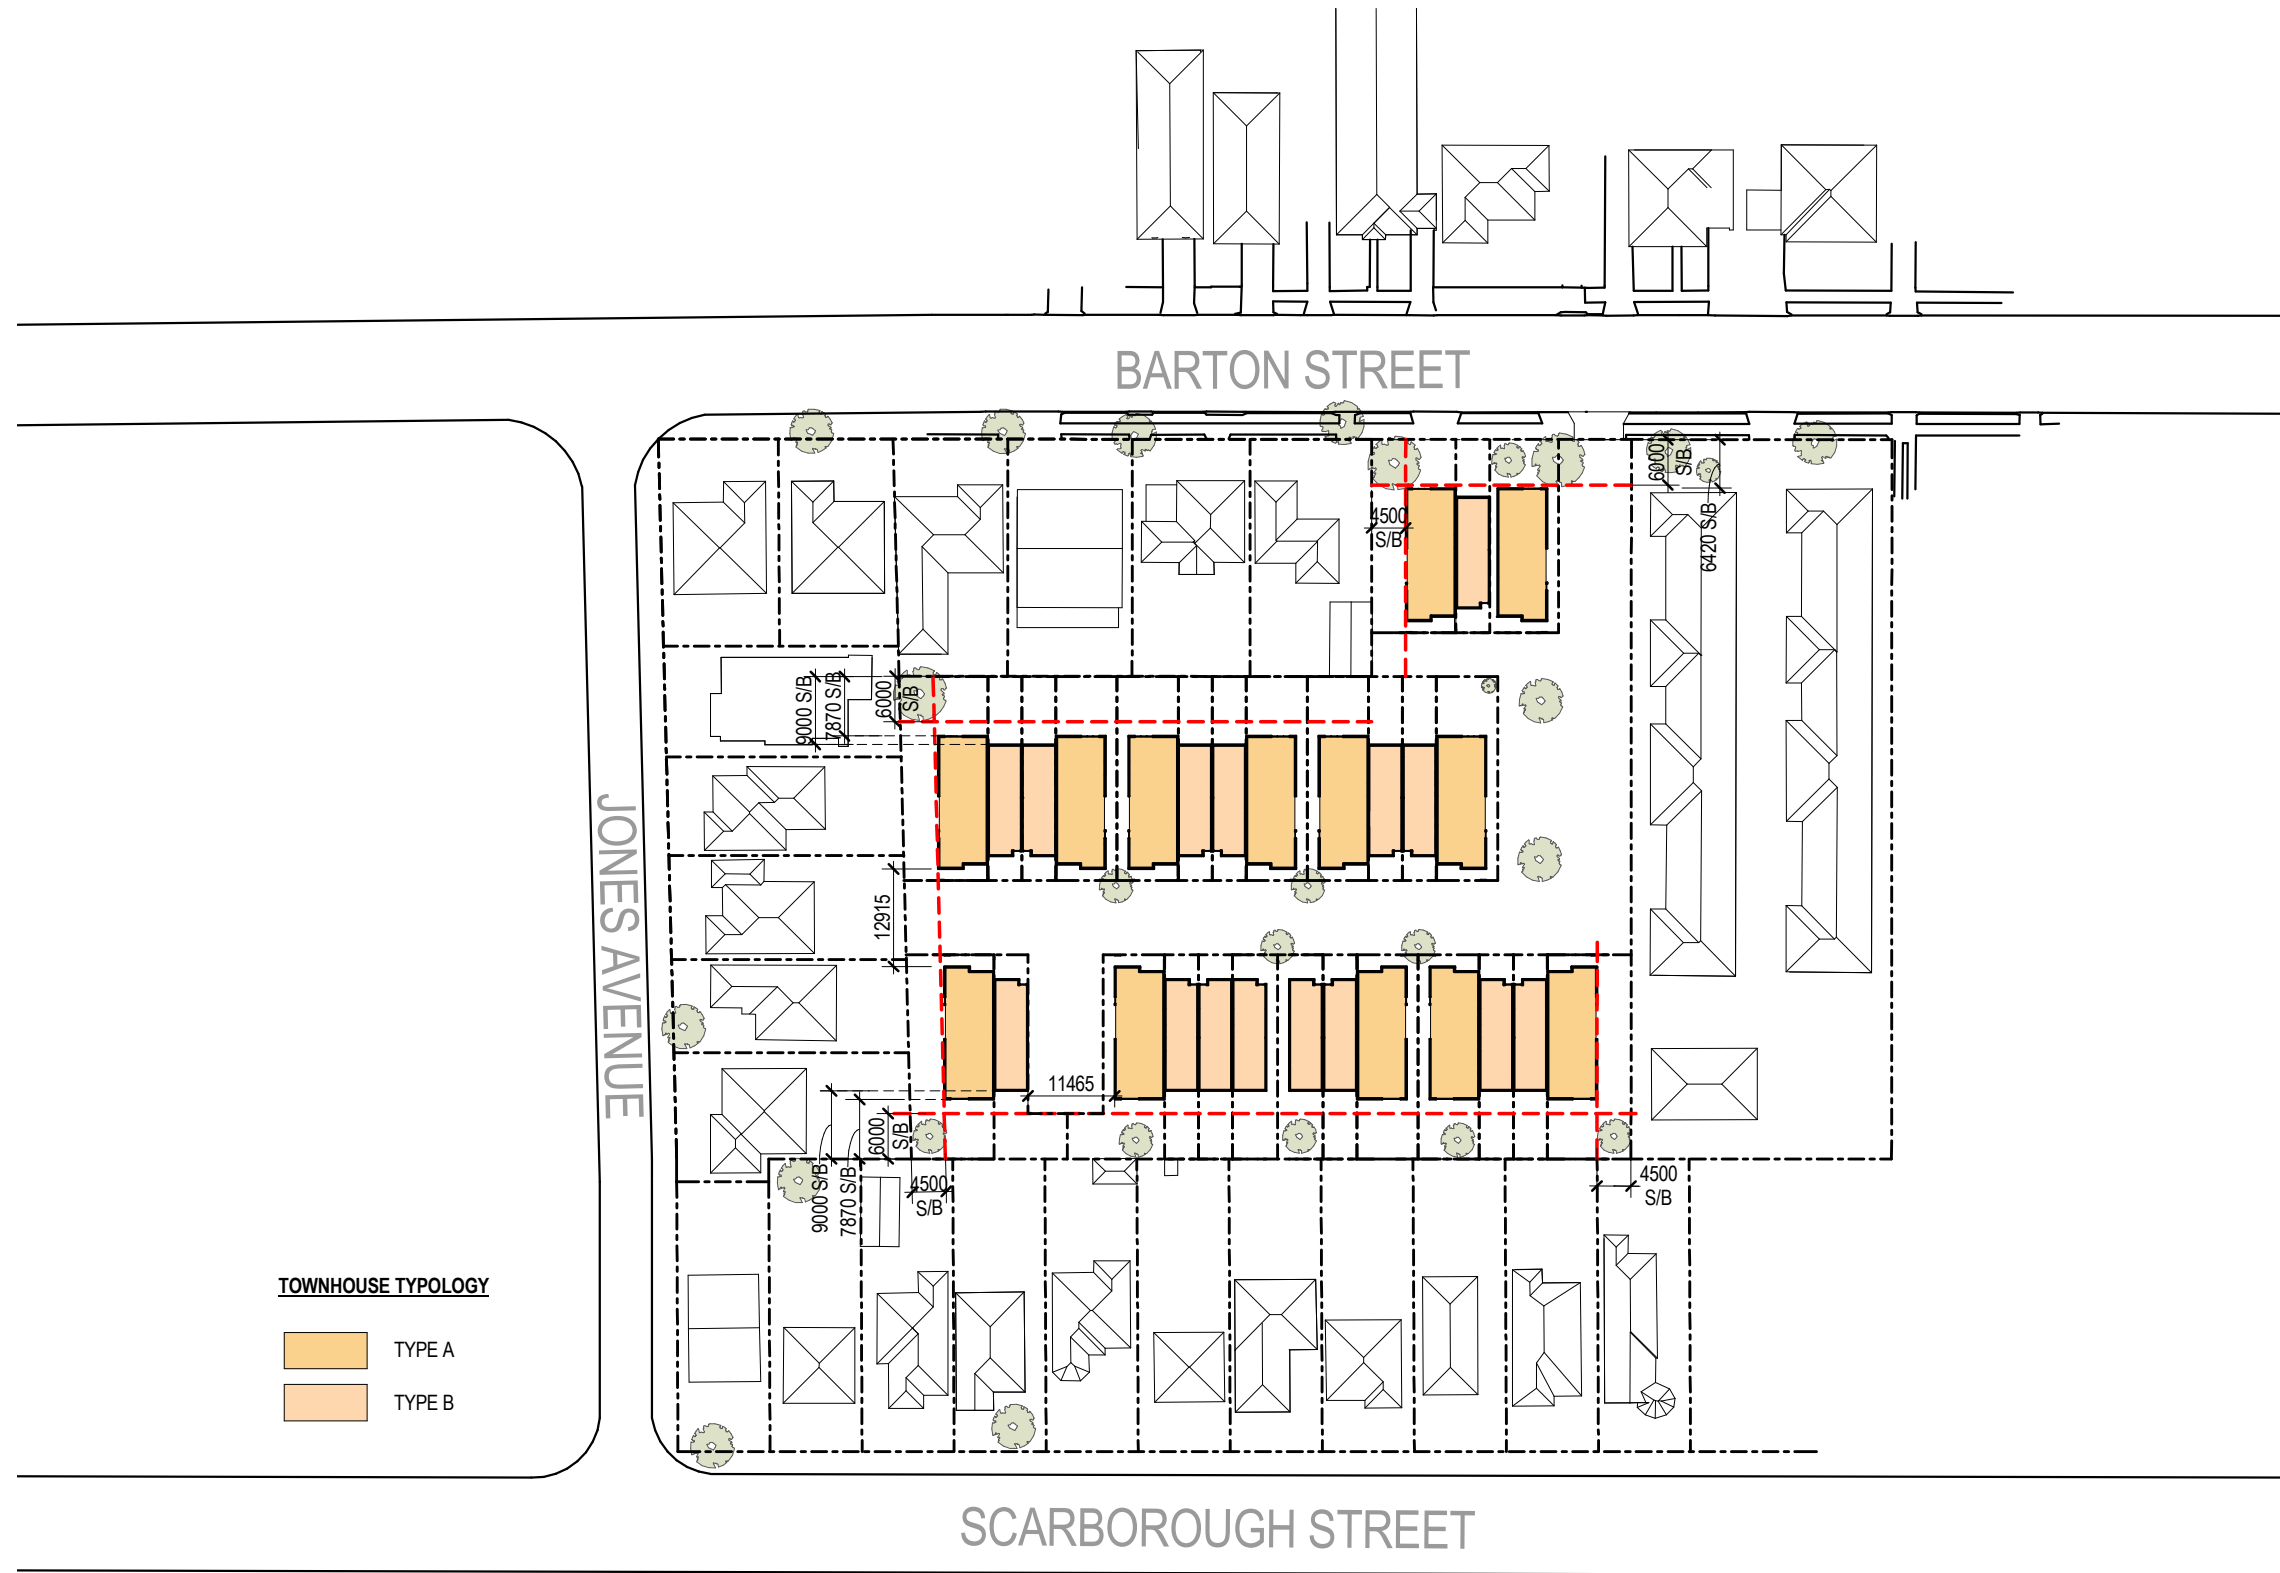 BARTON STREET
6000
S/B
6420 S/B
4500
S/B
9000 S/B
7870 S/B
6000
S/B
JONES AVENUE
12915
11465
6000
S/B
9000 S/B
7870 S/B
4500
S/B
4500
S/B
TOWNHOUSE TYPOLOGY
TYPE A
TYPE B
SCARBOROUGH STREET